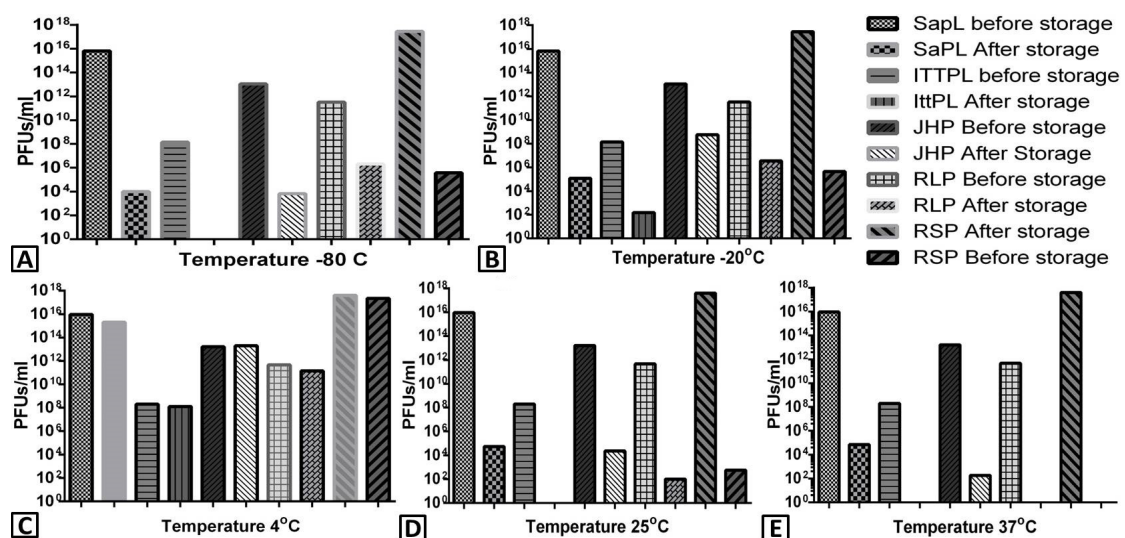 PFUs/ml
10^18
10^16
10^14
10^12
10^10
10^8
10^6
10^4
10^2
10^0
A
Temperature -80 C
PFUs/ml
10^18
10^16
10^14
10^12
10^10
10^8
10^6
10^4
10^2
10^0
B
Temperature -20°C
SapL before storage
SaPL After storage
ITTPL before storage
IttPL After storage
JHP Before storage
JHP After Storage
RLP Before storage
RLP After storage
RSP After storage
RSP Before storage
PFUs/ml
10^18
10^16
10^14
10^12
10^10
10^8
10^6
10^4
10^2
10^0
C
Temperature 4°C
PFUs/ml
10^18
10^16
10^14
10^12
10^10
10^8
10^6
10^4
10^2
10^0
D
Temperature 25°C
PFUs/ml
10^18
10^16
10^14
10^12
10^10
10^8
10^6
10^4
10^2
10^0
E
Temperature 37°C